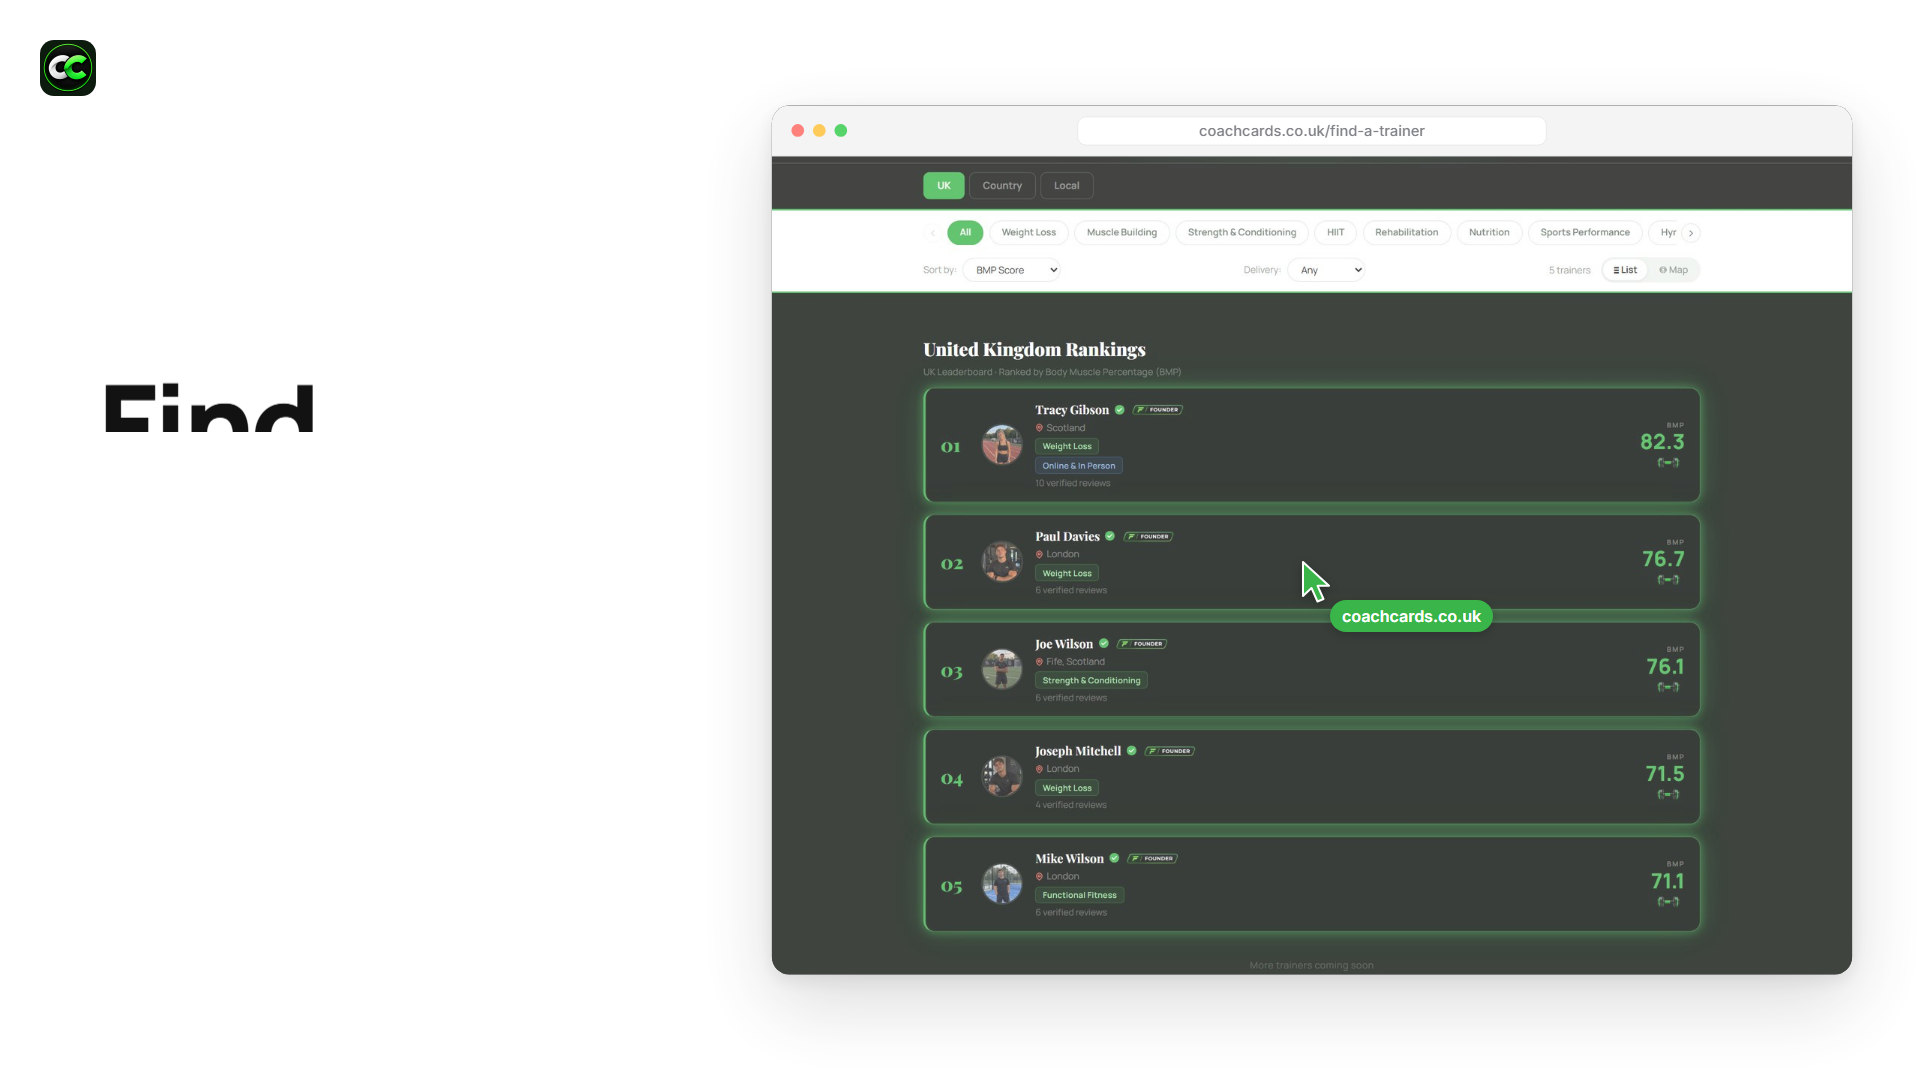 CC
coachcards.co.uk/find-a-trainer
UK Country Local
All Weight Loss Muscle Building Strength & Conditioning HIIT Rehabilitation Nutrition Sports Performance Hyr
Sort by: BMP Score Delivery: Any 5 trainers List Map
Find
United Kingdom Rankings
UK Leaderboard · Ranked by Body Muscle Percentage (BMP)
01
Tracy Gibson FOUNDER
Scotland
Weight Loss
Online & In Person
10 verified reviews
BMP
82.3
02
Paul Davies FOUNDER
London
Weight Loss
6 verified reviews
BMP
76.7
coachcards.co.uk
03
Joe Wilson FOUNDER
Fife, Scotland
Strength & Conditioning
6 verified reviews
BMP
76.1
04
Joseph Mitchell FOUNDER
London
Weight Loss
4 verified reviews
BMP
71.5
05
Mike Wilson FOUNDER
London
Functional Fitness
6 verified reviews
BMP
71.1
More trainers coming soon